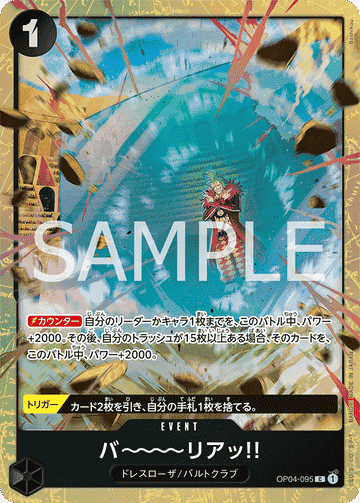 1
SAMPLE
カウンター 自分のリーダーかキャラ1枚までを、このバトル中、パワー
+2000。その後、自分のトラッシュが15枚以上ある場合、そのカードを、
このバトル中、パワー+2000。
トリガー カード2枚を引き、自分の手札1枚を捨てる。
EVENT
バ～～～～リアッ!!
ドレスローザ/バルトクラブ
OP04-095 C 1